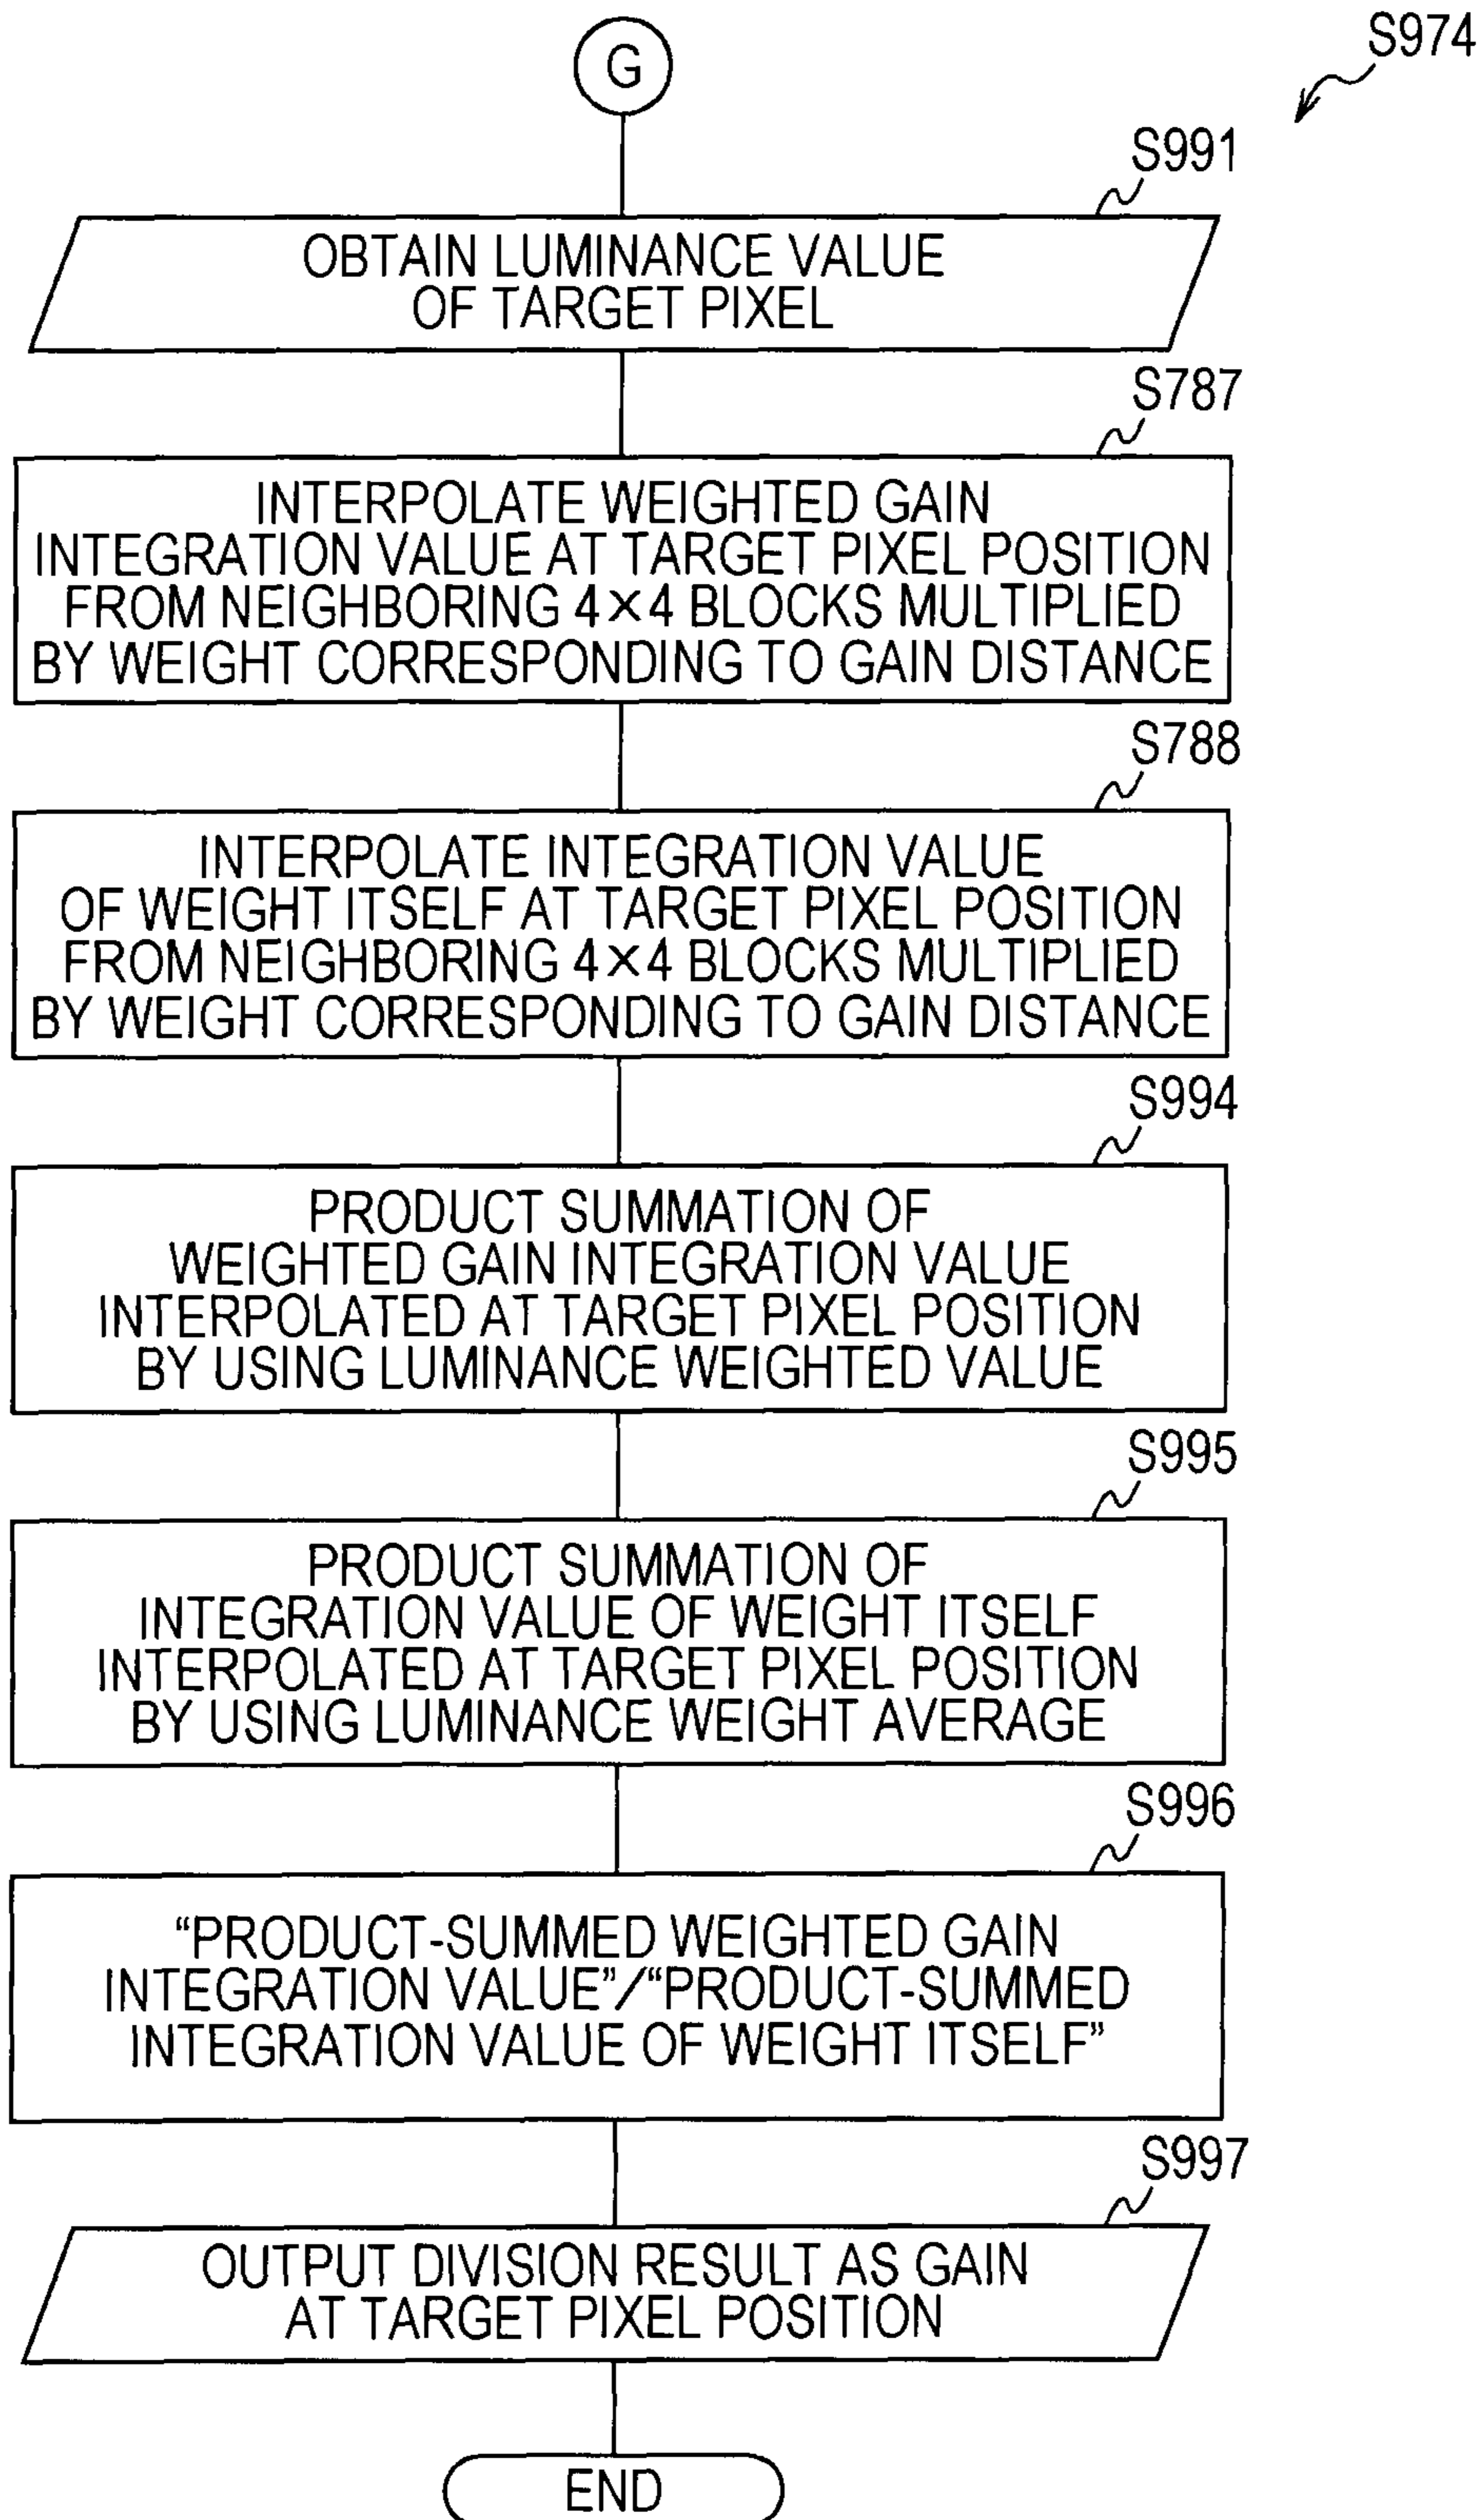 G
S974
S991
OBTAIN LUMINANCE VALUE
OF TARGET PIXEL
S787
INTERPOLATE WEIGHTED GAIN
INTEGRATION VALUE AT TARGET PIXEL POSITION
FROM NEIGHBORING 4×4 BLOCKS MULTIPLIED
BY WEIGHT CORRESPONDING TO GAIN DISTANCE
S788
INTERPOLATE INTEGRATION VALUE
OF WEIGHT ITSELF AT TARGET PIXEL POSITION
FROM NEIGHBORING 4×4 BLOCKS MULTIPLIED
BY WEIGHT CORRESPONDING TO GAIN DISTANCE
S994
PRODUCT SUMMATION OF
WEIGHTED GAIN INTEGRATION VALUE
INTERPOLATED AT TARGET PIXEL POSITION
BY USING LUMINANCE WEIGHTED VALUE
S995
PRODUCT SUMMATION OF
INTEGRATION VALUE OF WEIGHT ITSELF
INTERPOLATED AT TARGET PIXEL POSITION
BY USING LUMINANCE WEIGHT AVERAGE
S996
“PRODUCT-SUMMED WEIGHTED GAIN
INTEGRATION VALUE”/“PRODUCT-SUMMED
INTEGRATION VALUE OF WEIGHT ITSELF”
S997
OUTPUT DIVISION RESULT AS GAIN
AT TARGET PIXEL POSITION
END